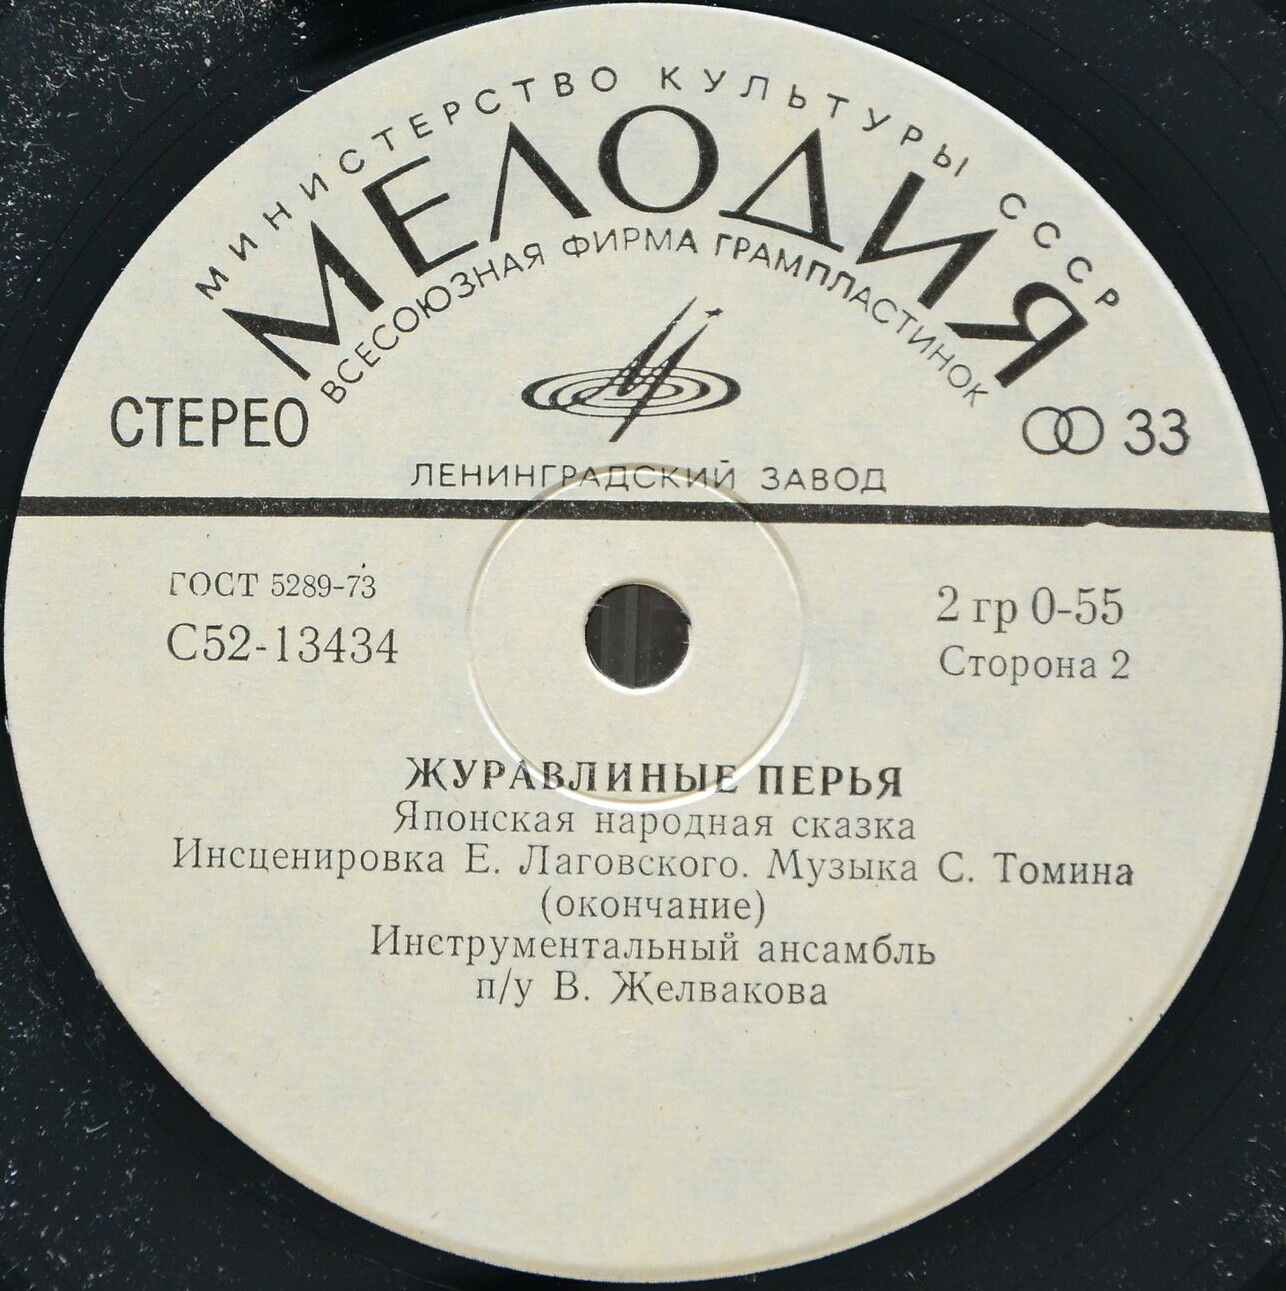 МИНИСТЕРСТВО КУЛЬТУРЫ СССР
МЕЛОДИЯ
ВСЕСОЮЗНАЯ ФИРМА ГРАМПЛАСТИНОК
СТЕРЕО
33
ЛЕНИНГРАДСКИЙ ЗАВОД
ГОСТ 5289-73
2 гр 0-55
С52-13434
Сторона 2
ЖУРАВЛИНЫЕ ПЕРЬЯ
Японская народная сказка
Инсценировка Е. Лаговского. Музыка С. Томина
(окончание)
Инструментальный ансамбль
п/у В. Желвакова